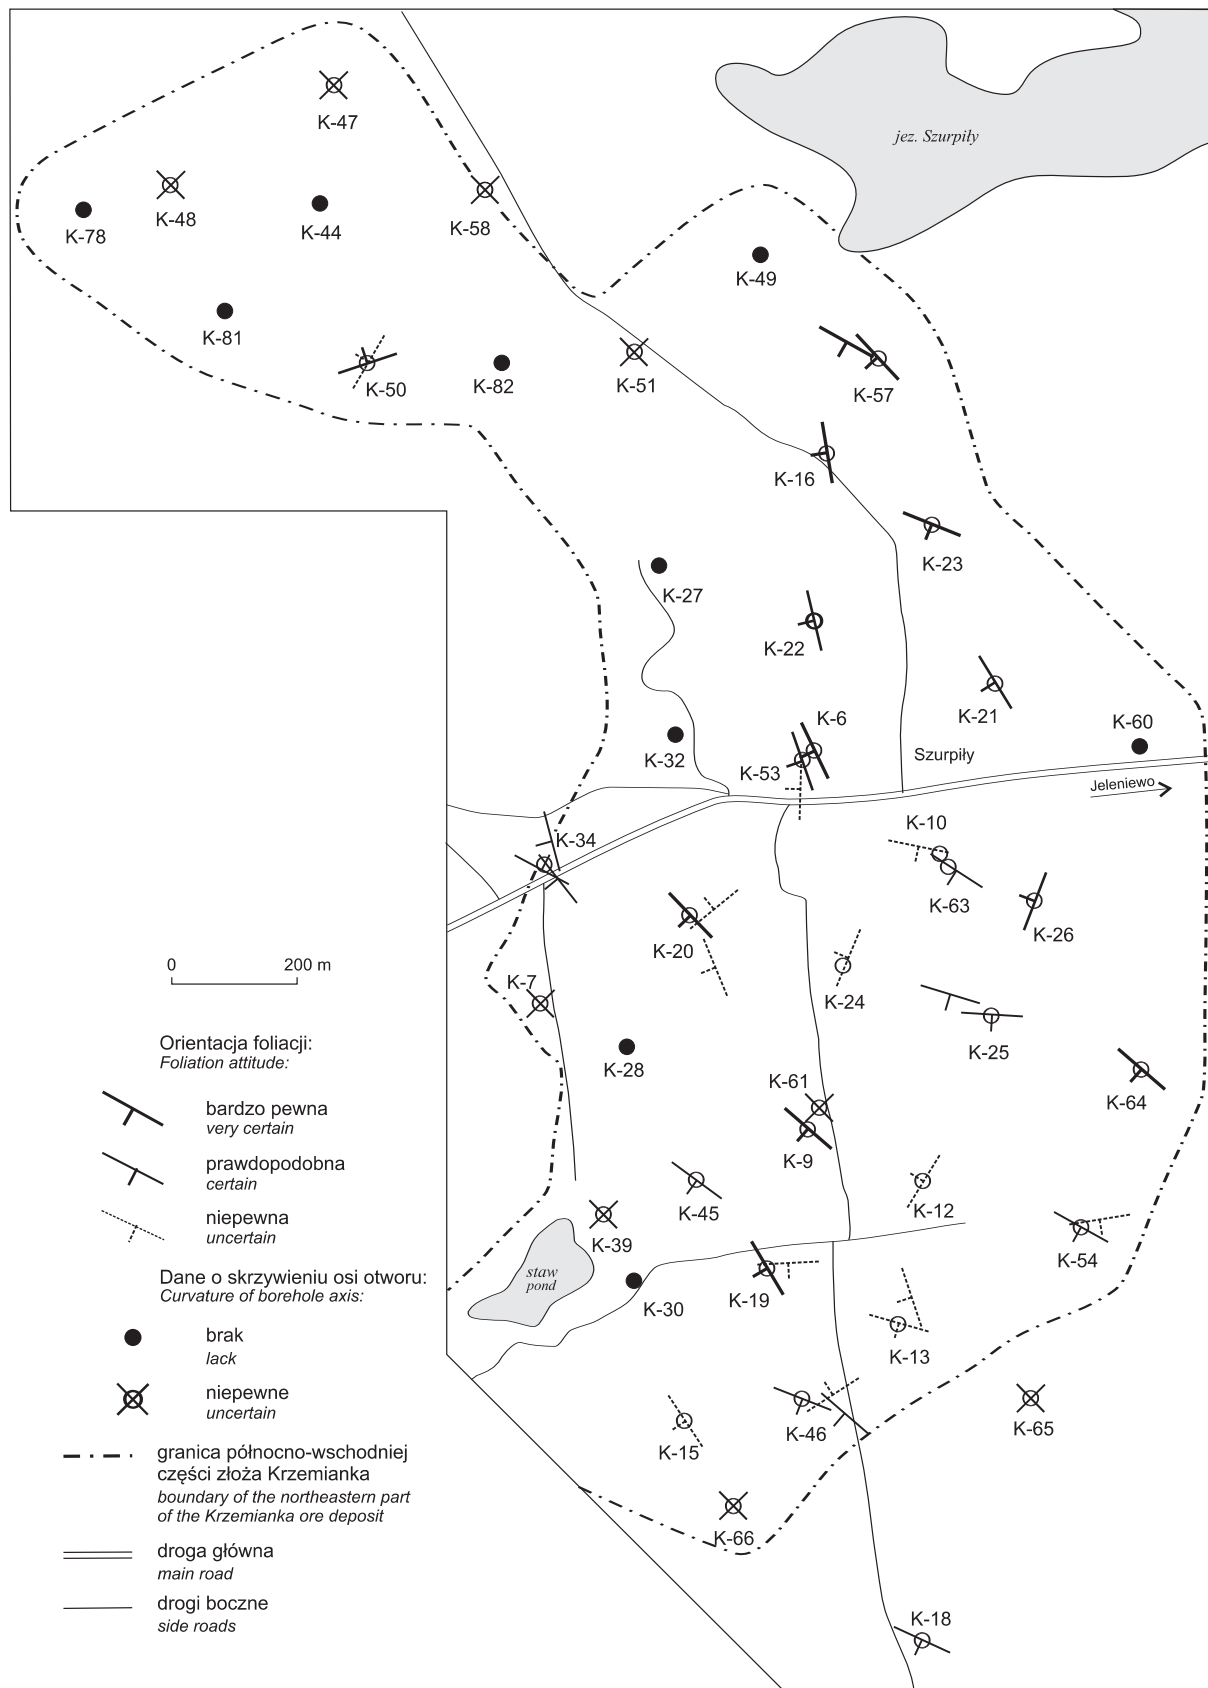 jez. Szurpiły
K-47
K-48
K-78
K-44
K-58
K-49
K-81
K-50
K-82
K-51
K-57
K-16
K-23
K-27
K-22
K-21
K-6
K-60
K-32
K-53
Szurpiły
Jeleniewo
K-34
K-10
K-63
K-26
K-20
K-24
K-7
K-25
K-28
K-61
K-64
K-9
K-45
K-12
K-39
K-54
staw
pond
K-19
K-30
K-13
K-46
K-15
K-65
K-66
K-18
0 200 m
Orientacja foliacji:
Foliation attitude:
bardzo pewna
very certain
prawdopodobna
certain
niepewna
uncertain
Dane o skrzywieniu osi otworu:
Curvature of borehole axis:
brak
lack
niepewne
uncertain
granica północno-wschodniej
części złoża Krzemianka
boundary of the northeastern part
of the Krzemianka ore deposit
droga główna
main road
drogi boczne
side roads